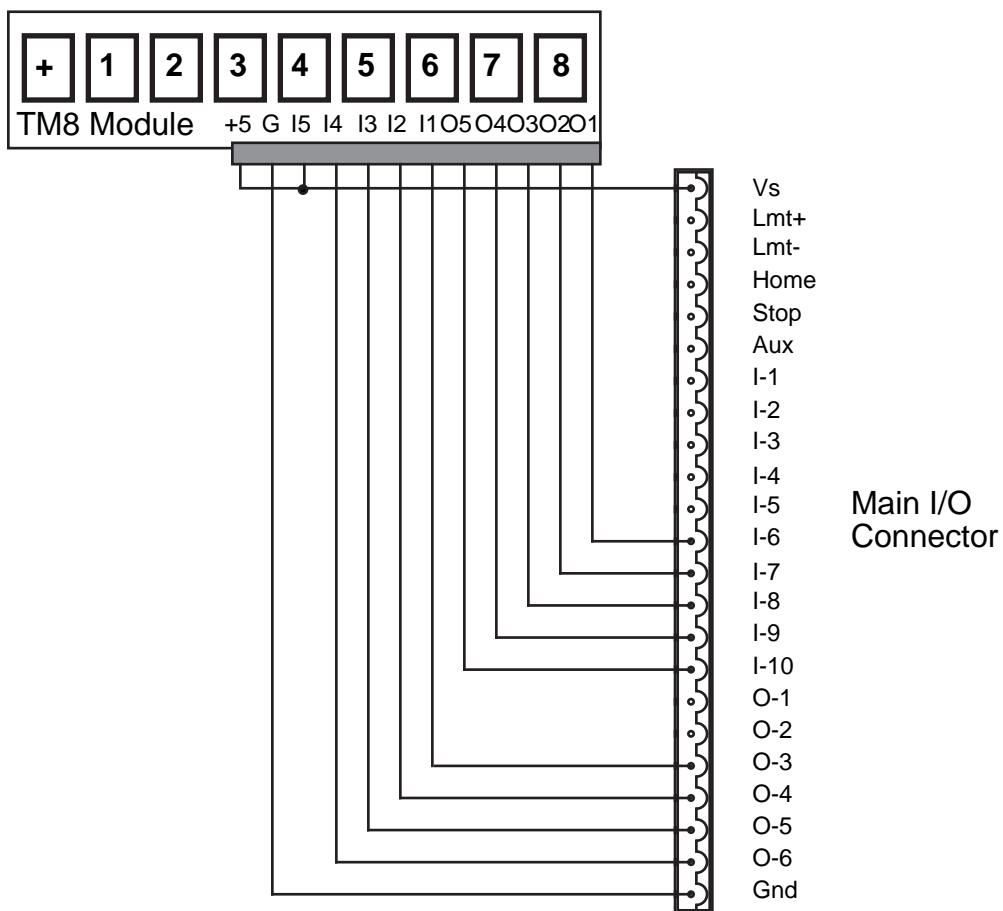 + 1 2 3 4 5 6 7 8
TM8 Module +5 G I5 I4 I3 I2 I1 O5 O4 O3 O2 O1
Vs
Lmt+
Lmt-
Home
Stop
Aux
I-1
I-2
I-3
I-4
I-5
I-6
I-7
I-8
I-9
I-10
O-1
O-2
O-3
O-4
O-5
O-6
Gnd
Main I/O
Connector